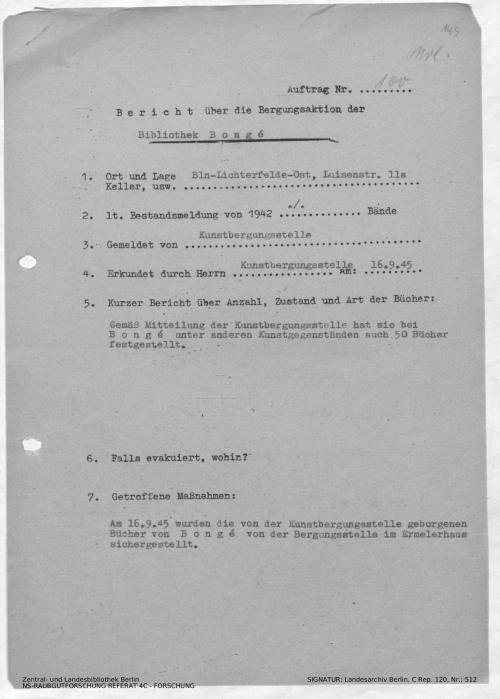 145
Auftrag Nr. 100
B e r i c h t über die Bergungsaktion der
Bibliothek B o n g é
1. Ort und Lage Bln-Lichterfelde-Ost, Luisenstr. 11a
Keller, usw. ........................................
2. lt. Bestandsmeldung von 1942 ..·/·.......... Bände
3. Gemeldet von Kunstbergungsstelle
4. Erkundet durch Herrn Kunstbergungsstelle am: 16.9.45
5. Kurzer Bericht über Anzahl, Zustand und Art der Bücher:
Gemäß Mitteilung der Kunstbergungsstelle hat sie bei
B o n g é unter anderen Kunstgegenständen auch 50 Bücher
festgestellt.
6. Falls evakuiert, wohin?
7. Getroffene Maßnahmen:
Am 16.9.45 wurden die von der Kunstbergungsstelle geborgenen
Bücher von B o n g é von der Bergungsstelle im Ermelerhaus
sichergestellt.
Zentral- und Landesbibliothek Berlin
NS-RAUBGUTFORSCHUNG REFERAT 4C - FORSCHUNG
SIGNATUR: Landesarchiv Berlin, C Rep. 120, Nr.: 512